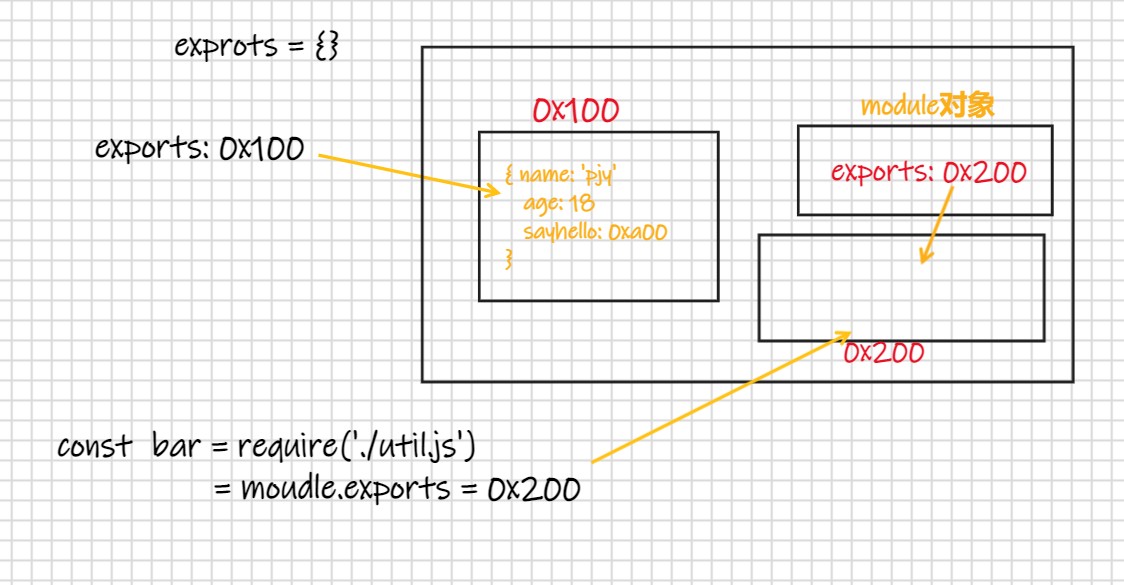 exprots = {}
exports: 0x100
0x100
{ name: 'pjy'
age: 18
sayhello: 0xa00
}
module对象
exports: 0x200
0x200
const bar = require('./util.js')
= moudle.exports = 0x200